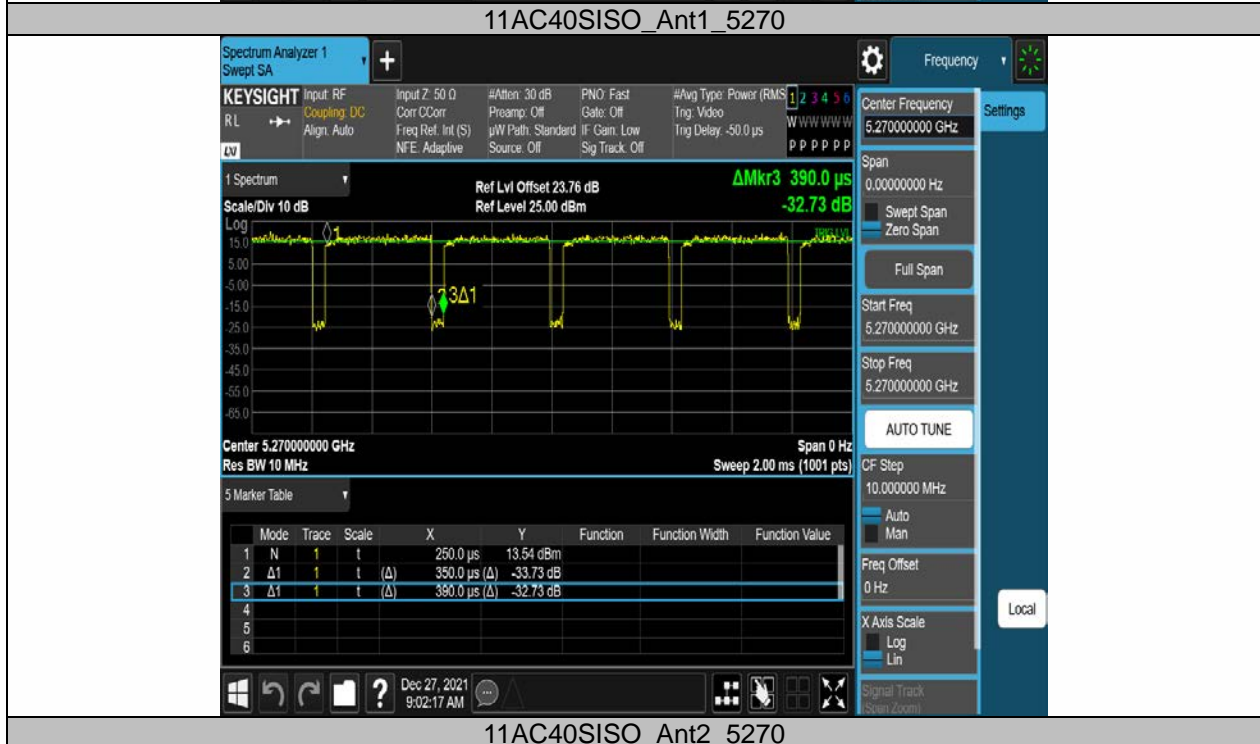 11AC40SISO_Ant1_5270
Spectrum Analyzer 1
Swept SA
Frequency
KEYSIGHT
RL
LXI
Input: RF
Coupling: DC
Align: Auto
Input Z: 50 Ω
Corr CCorr
Freq Ref: Int (S)
NFE: Adaptive
#Atten: 30 dB
Preamp: Off
µW Path: Standard
Source: Off
PNO: Fast
Gate: Off
IF Gain: Low
Sig Track: Off
#Avg Type: Power (RMS
Trig: Video
Trig Delay: -50.0 µs
1 2 3 4 5 6
W W W W W W
P P P P P P
1 Spectrum
Scale/Div 10 dB
Ref Lvl Offset 23.76 dB
Ref Level 25.00 dBm
ΔMkr3 390.0 µs
-32.73 dB
Log
15.0
5.00
-5.00
-15.0
-25.0
-35.0
-45.0
-55.0
-65.0
1
3Δ1
TRIG LVL
Center 5.270000000 GHz
Res BW 10 MHz
Span 0 Hz
Sweep 2.00 ms (1001 pts)
5 Marker Table
Mode Trace Scale X Y Function Function Width Function Value
1 N 1 t 250.0 µs 13.54 dBm
2 Δ1 1 t (Δ) 350.0 µs (Δ) -33.73 dB
3 Δ1 1 t (Δ) 390.0 µs (Δ) -32.73 dB
4
5
6
Dec 27, 2021
9:02:17 AM
Center Frequency
5.270000000 GHz
Settings
Span
0.00000000 Hz
Swept Span
Zero Span
Full Span
Start Freq
5.270000000 GHz
Stop Freq
5.270000000 GHz
AUTO TUNE
CF Step
10.000000 MHz
Auto
Man
Freq Offset
0 Hz
X Axis Scale
Log
Lin
Local
Signal Track
(Span Zoom)
11AC40SISO_Ant2_5270